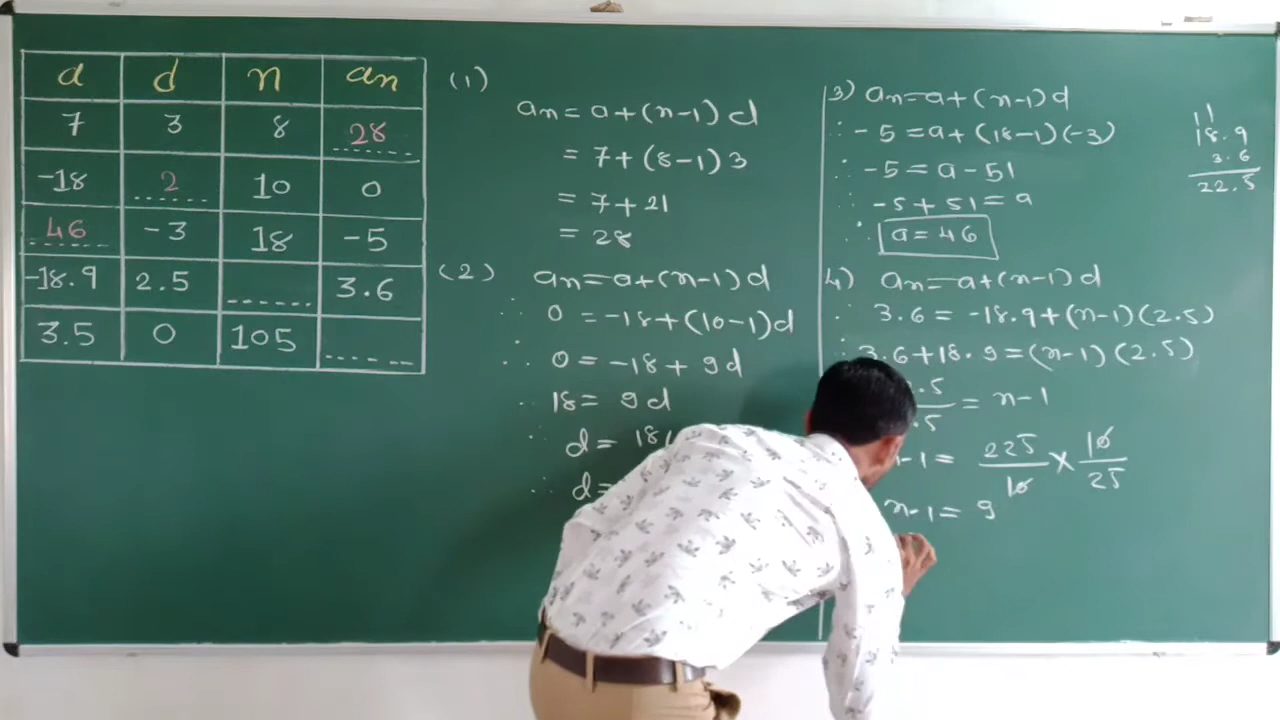 a d n an
7 3 8 28
-18 2 10 0
46 -3 18 -5
-18.9 2.5 ........ 3.6
3.5 0 105 ........
(1)
an = a + (n-1) d
= 7 + (8-1) 3
= 7 + 21
= 28
(2) an = a + (n-1) d
∴ 0 = -18 + (10-1) d
∴ 0 = -18 + 9d
∴ 18 = 9d
∴ d = 18/
∴ d =
3) an = a + (n-1) d
∴ -5 = a + (18-1) (-3)
∴ -5 = a - 51
∴ -5 + 51 = a
∴ a = 46
4) an = a + (n-1) d
∴ 3.6 = -18.9 + (n-1) (2.5)
∴ 3.6 + 18.9 = (n-1) (2.5)
.5/.5 = n-1
-1 = 225/10 × 10/25
n-1 = 9
11
18.9
3.6
22.5